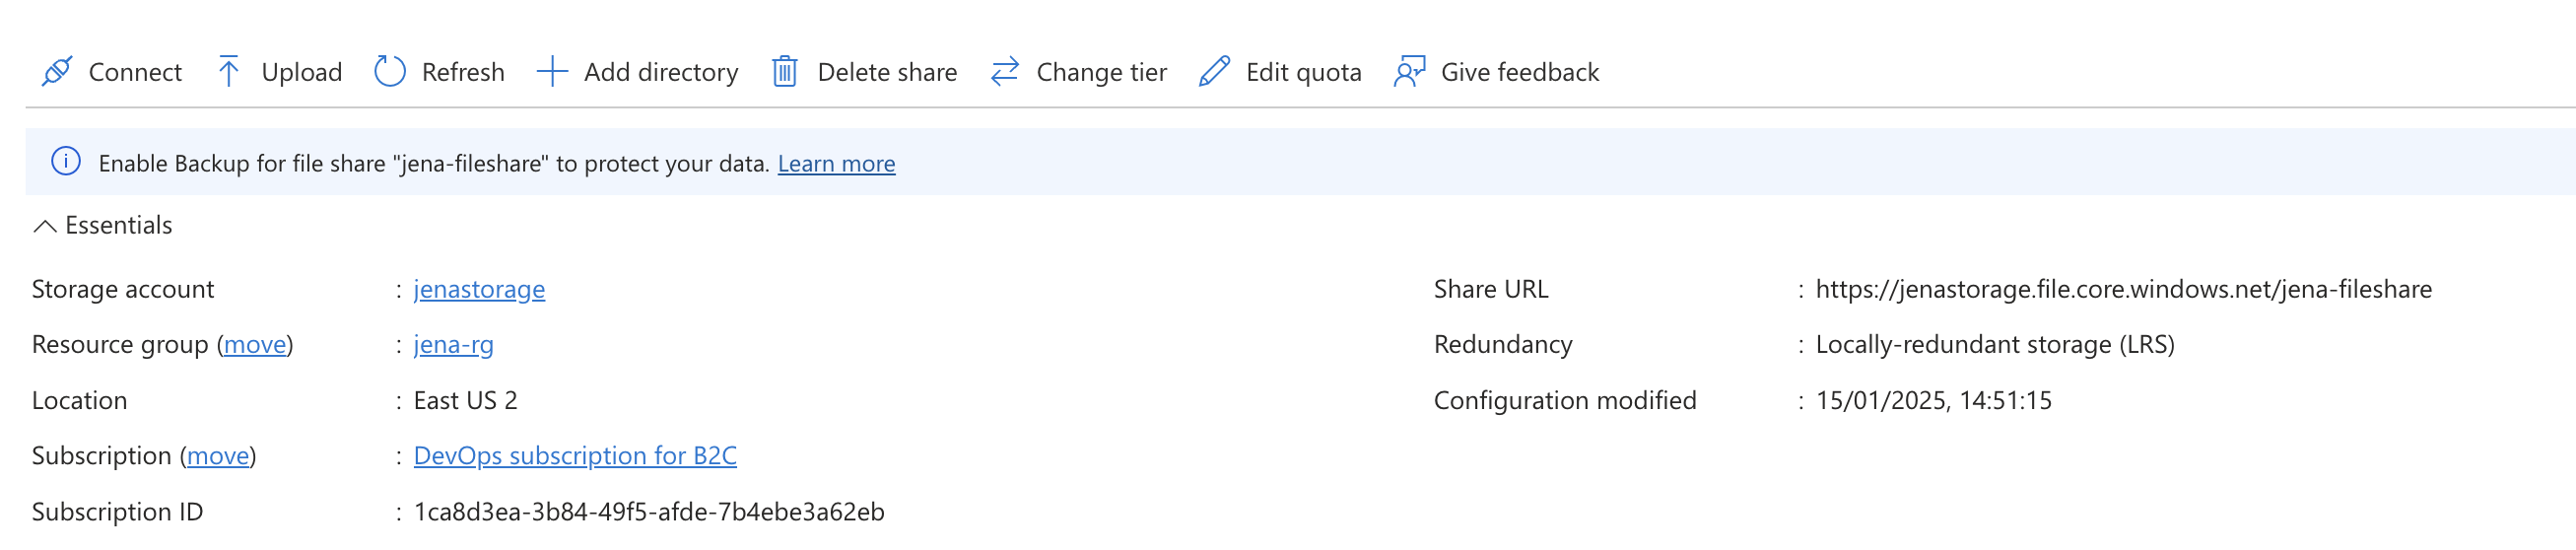 Connect Upload Refresh Add directory Delete share Change tier Edit quota Give feedback
Enable Backup for file share "jena-fileshare" to protect your data. Learn more
Essentials
Storage account : jenastorage
Resource group (move) : jena-rg
Location : East US 2
Subscription (move) : DevOps subscription for B2C
Subscription ID : 1ca8d3ea-3b84-49f5-afde-7b4ebe3a62eb
Share URL : https://jenastorage.file.core.windows.net/jena-fileshare
Redundancy : Locally-redundant storage (LRS)
Configuration modified : 15/01/2025, 14:51:15